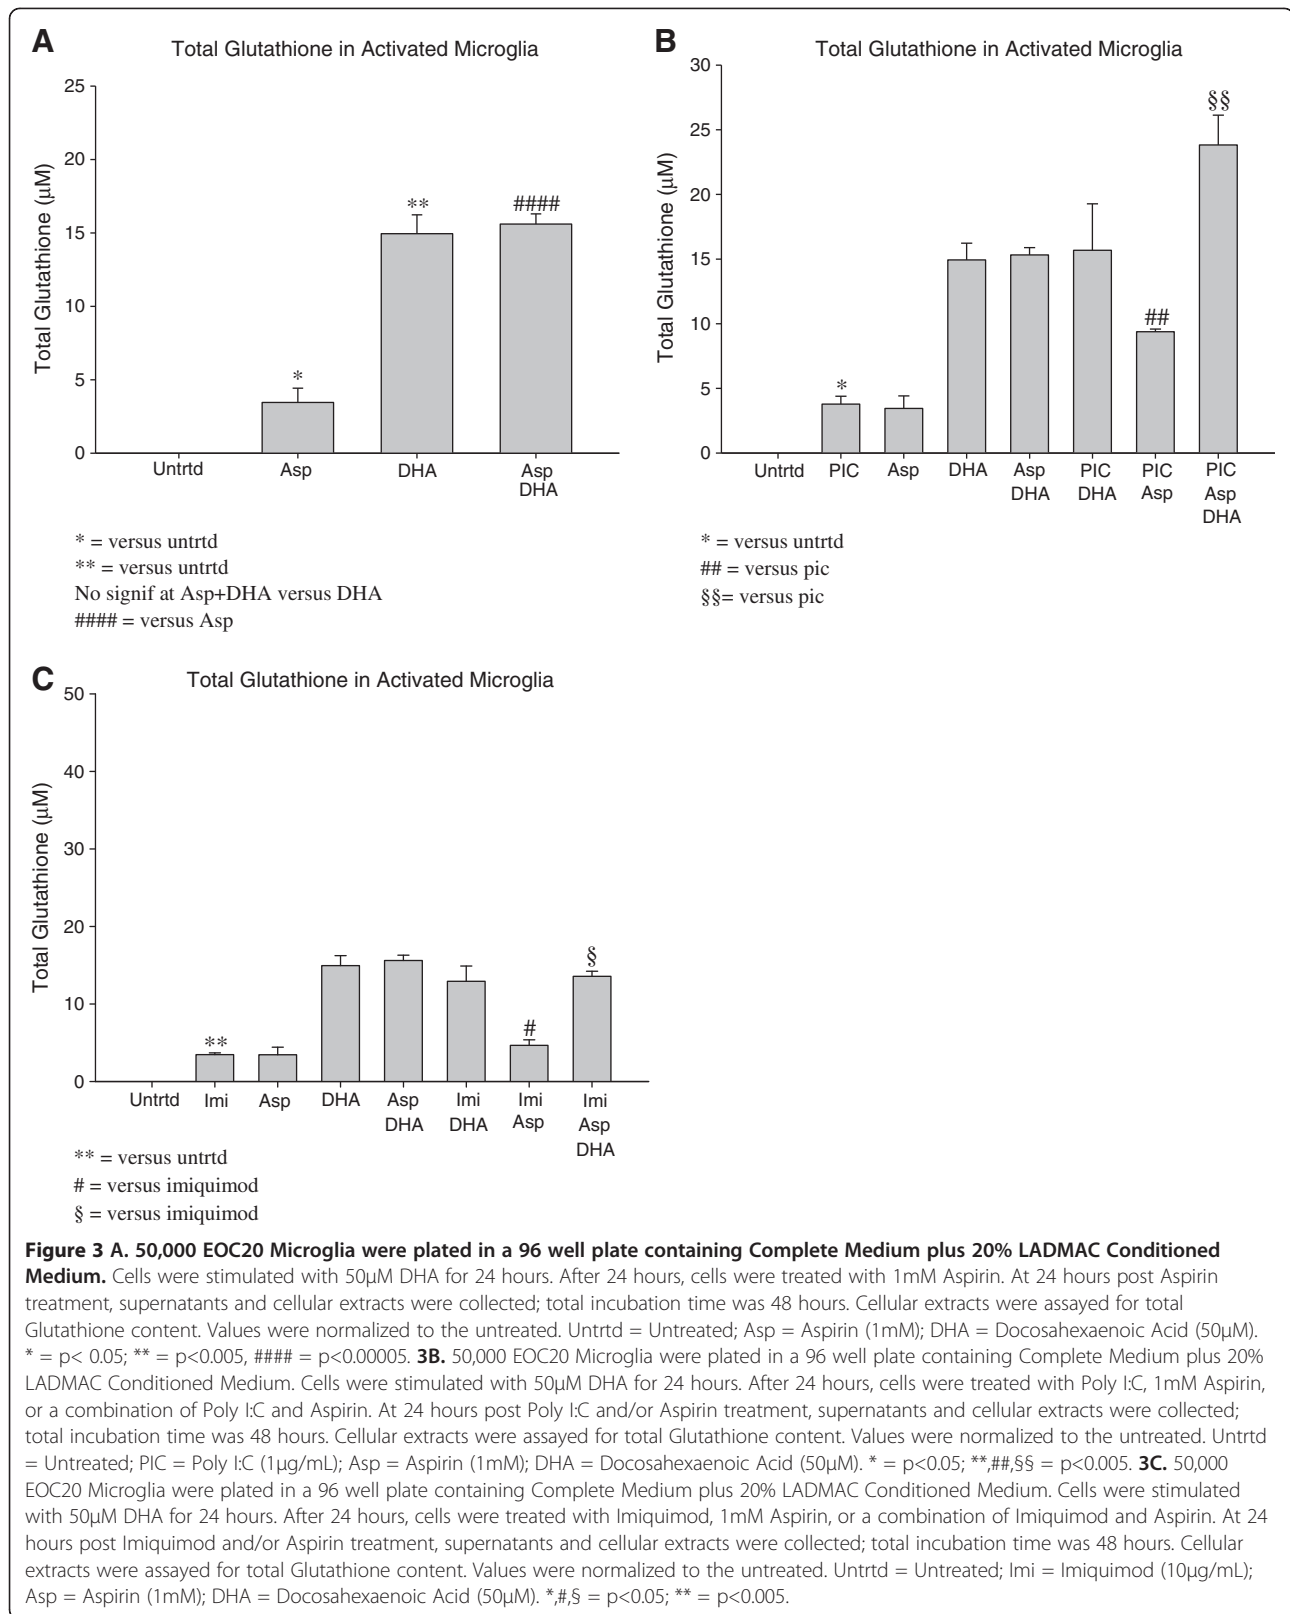 A
Total Glutathione in Activated Microglia
Total Glutathione (µM)
25
20
15
10
5
0
*
**
####
Untrtd
Asp
DHA
Asp
DHA
* = versus untrtd
** = versus untrtd
No signif at Asp+DHA versus DHA
#### = versus Asp
B
Total Glutathione in Activated Microglia
Total Glutathione (µM)
30
25
20
15
10
5
0
*
##
§§
Untrtd
PIC
Asp
DHA
Asp
DHA
PIC
DHA
PIC
Asp
PIC
Asp
DHA
* = versus untrtd
## = versus pic
§§= versus pic
C
Total Glutathione in Activated Microglia
Total Glutathione (µM)
50
40
30
20
10
0
**
#
§
Untrtd
Imi
Asp
DHA
Asp
DHA
Imi
DHA
Imi
Asp
Imi
Asp
DHA
** = versus untrtd
# = versus imiquimod
§ = versus imiquimod
Figure 3 A. 50,000 EOC20 Microglia were plated in a 96 well plate containing Complete Medium plus 20% LADMAC Conditioned
Medium. Cells were stimulated with 50µM DHA for 24 hours. After 24 hours, cells were treated with 1mM Aspirin. At 24 hours post Aspirin
treatment, supernatants and cellular extracts were collected; total incubation time was 48 hours. Cellular extracts were assayed for total
Glutathione content. Values were normalized to the untreated. Untrtd = Untreated; Asp = Aspirin (1mM); DHA = Docosahexaenoic Acid (50µM).
* = p< 0.05; ** = p<0.005, #### = p<0.00005. 3B. 50,000 EOC20 Microglia were plated in a 96 well plate containing Complete Medium plus 20%
LADMAC Conditioned Medium. Cells were stimulated with 50µM DHA for 24 hours. After 24 hours, cells were treated with Poly I:C, 1mM Aspirin,
or a combination of Poly I:C and Aspirin. At 24 hours post Poly I:C and/or Aspirin treatment, supernatants and cellular extracts were collected;
total incubation time was 48 hours. Cellular extracts were assayed for total Glutathione content. Values were normalized to the untreated. Untrtd
= Untreated; PIC = Poly I:C (1µg/mL); Asp = Aspirin (1mM); DHA = Docosahexaenoic Acid (50µM). * = p<0.05; **,##,§§ = p<0.005. 3C. 50,000
EOC20 Microglia were plated in a 96 well plate containing Complete Medium plus 20% LADMAC Conditioned Medium. Cells were stimulated
with 50µM DHA for 24 hours. After 24 hours, cells were treated with Imiquimod, 1mM Aspirin, or a combination of Imiquimod and Aspirin. At 24
hours post Imiquimod and/or Aspirin treatment, supernatants and cellular extracts were collected; total incubation time was 48 hours. Cellular
extracts were assayed for total Glutathione content. Values were normalized to the untreated. Untrtd = Untreated; Imi = Imiquimod (10µg/mL);
Asp = Aspirin (1mM); DHA = Docosahexaenoic Acid (50µM). *,#,§ = p<0.05; ** = p<0.005.